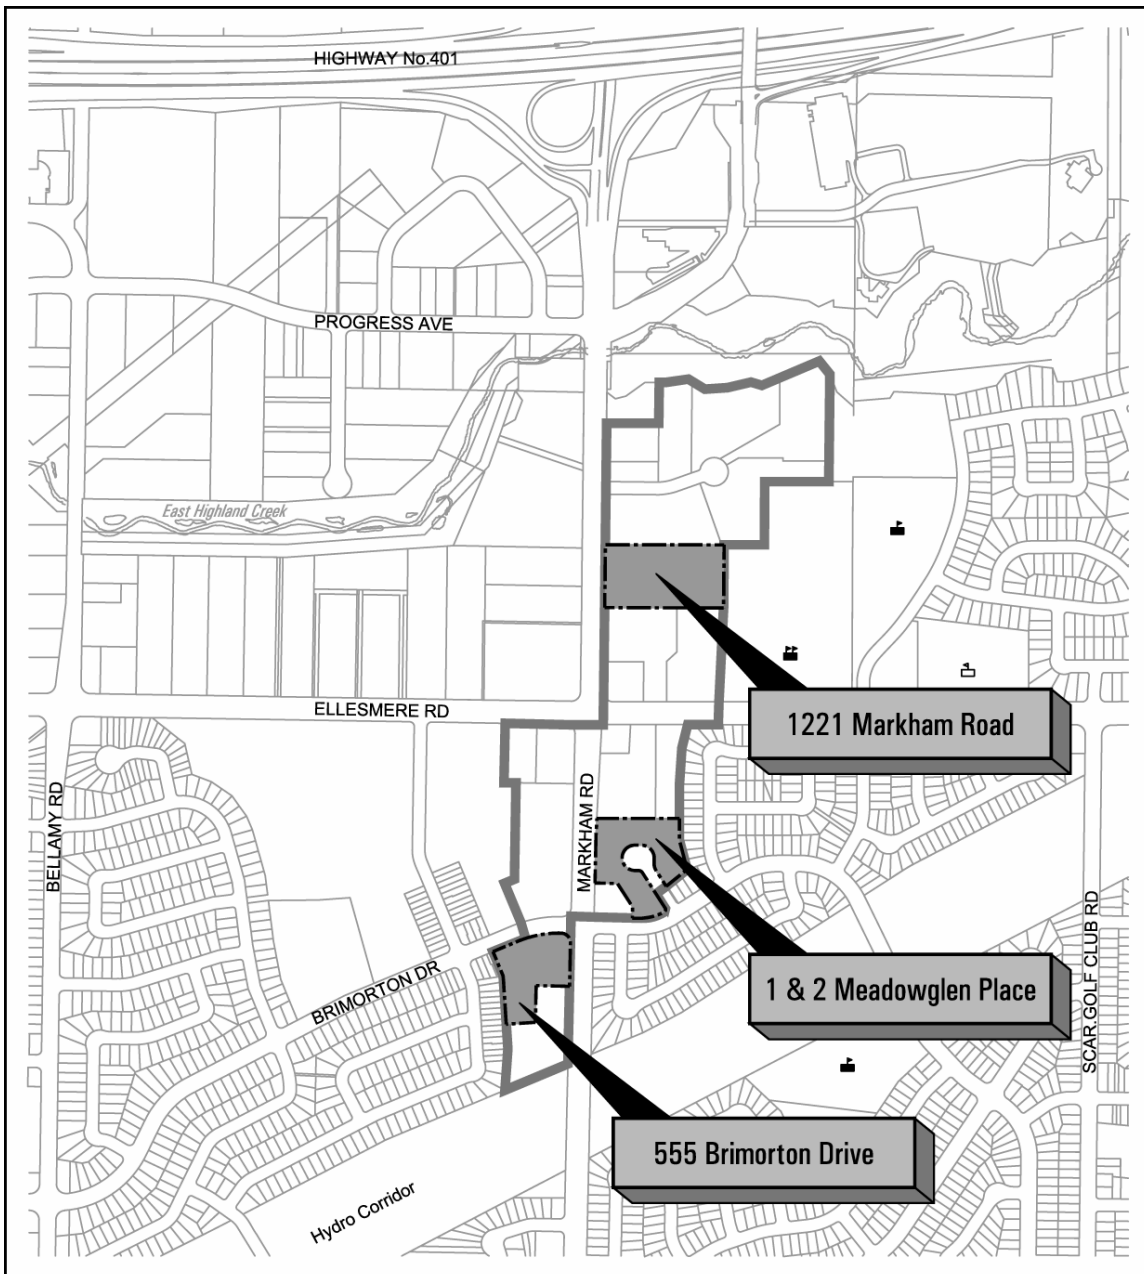 HIGHWAY No.401
PROGRESS AVE
East Highland Creek
ELLESMERE RD
1221 Markham Road
BELLAMY RD
MARKHAM RD
SCAR.GOLF CLUB RD
BRIMORTON DR
1 & 2 Meadowglen Place
555 Brimorton Drive
Hydro Corridor